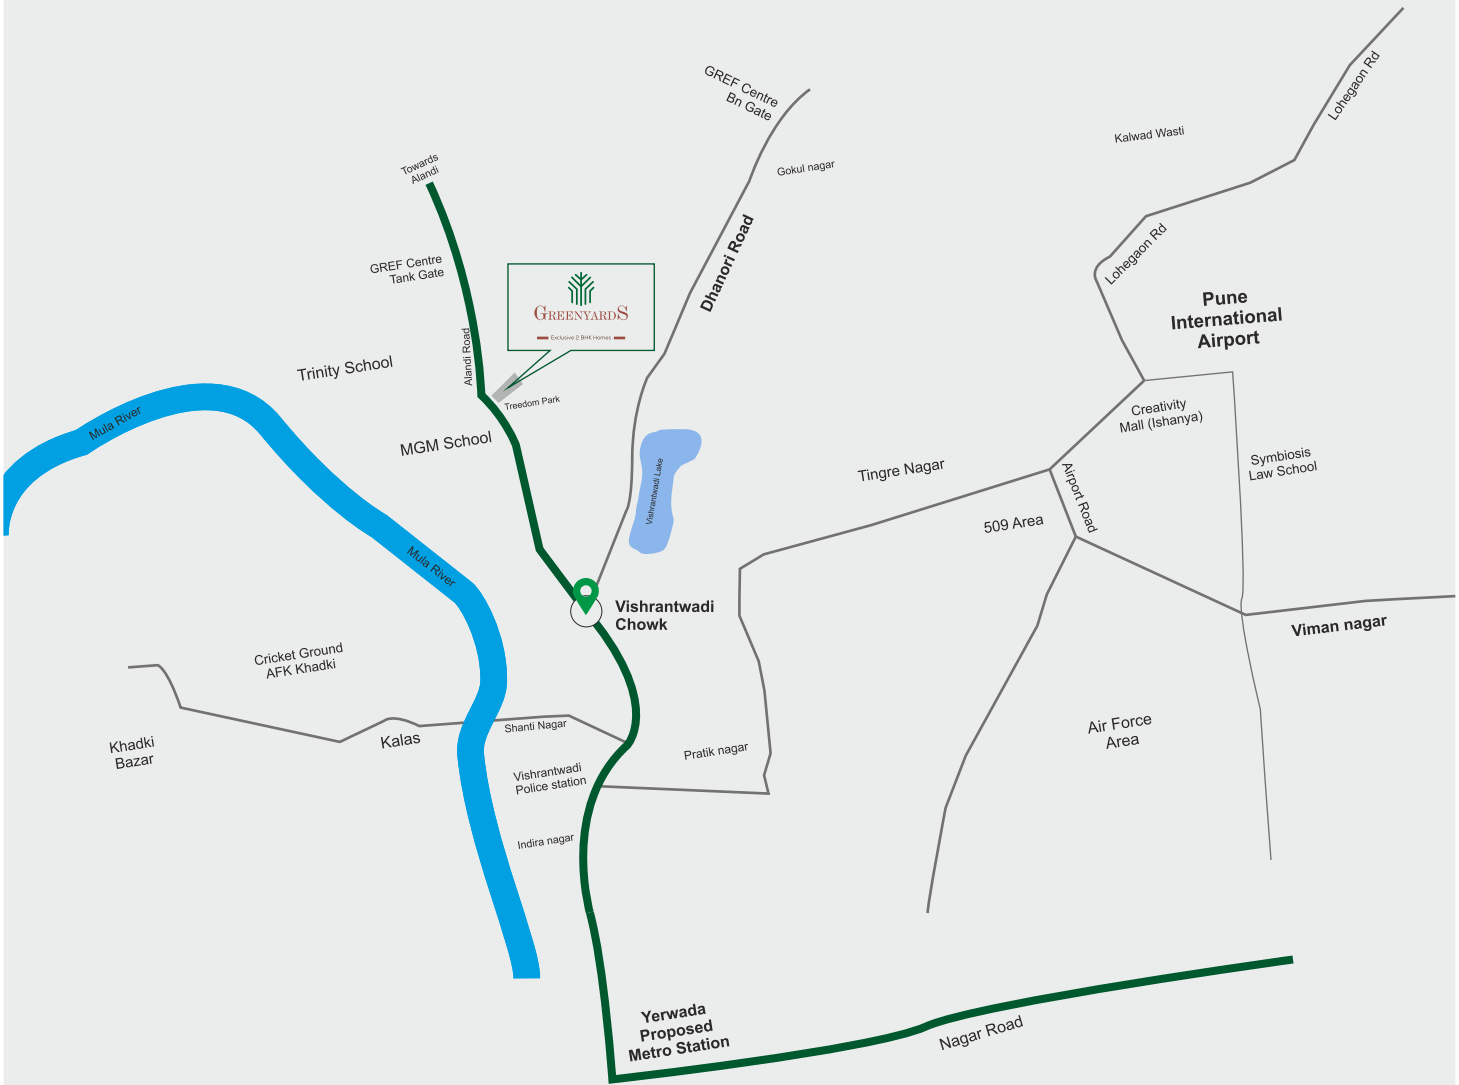 GREF Centre
Bn Gate
Lohegaon Rd
Kalwad Wasti
Gokul nagar
Towards
Alandi
GREF Centre
Tank Gate
GREENYARDS
Exclusive 2 BHK Homes
Dhanori Road
Lohegaon Rd
Pune
International
Airport
Alandi Road
Trinity School
Treedom Park
Mula River
MGM School
Creativity
Mall (Ishanya)
Symbiosis
Law School
Tingre Nagar
Airport Road
509 Area
Vishrantwadi Lake
Mula River
Vishrantwadi
Chowk
Viman nagar
Cricket Ground
AFK Khadki
Khadki
Bazar
Kalas
Shanti Nagar
Pratik nagar
Air Force
Area
Vishrantwadi
Police station
Indira nagar
Yerwada
Proposed
Metro Station
Nagar Road